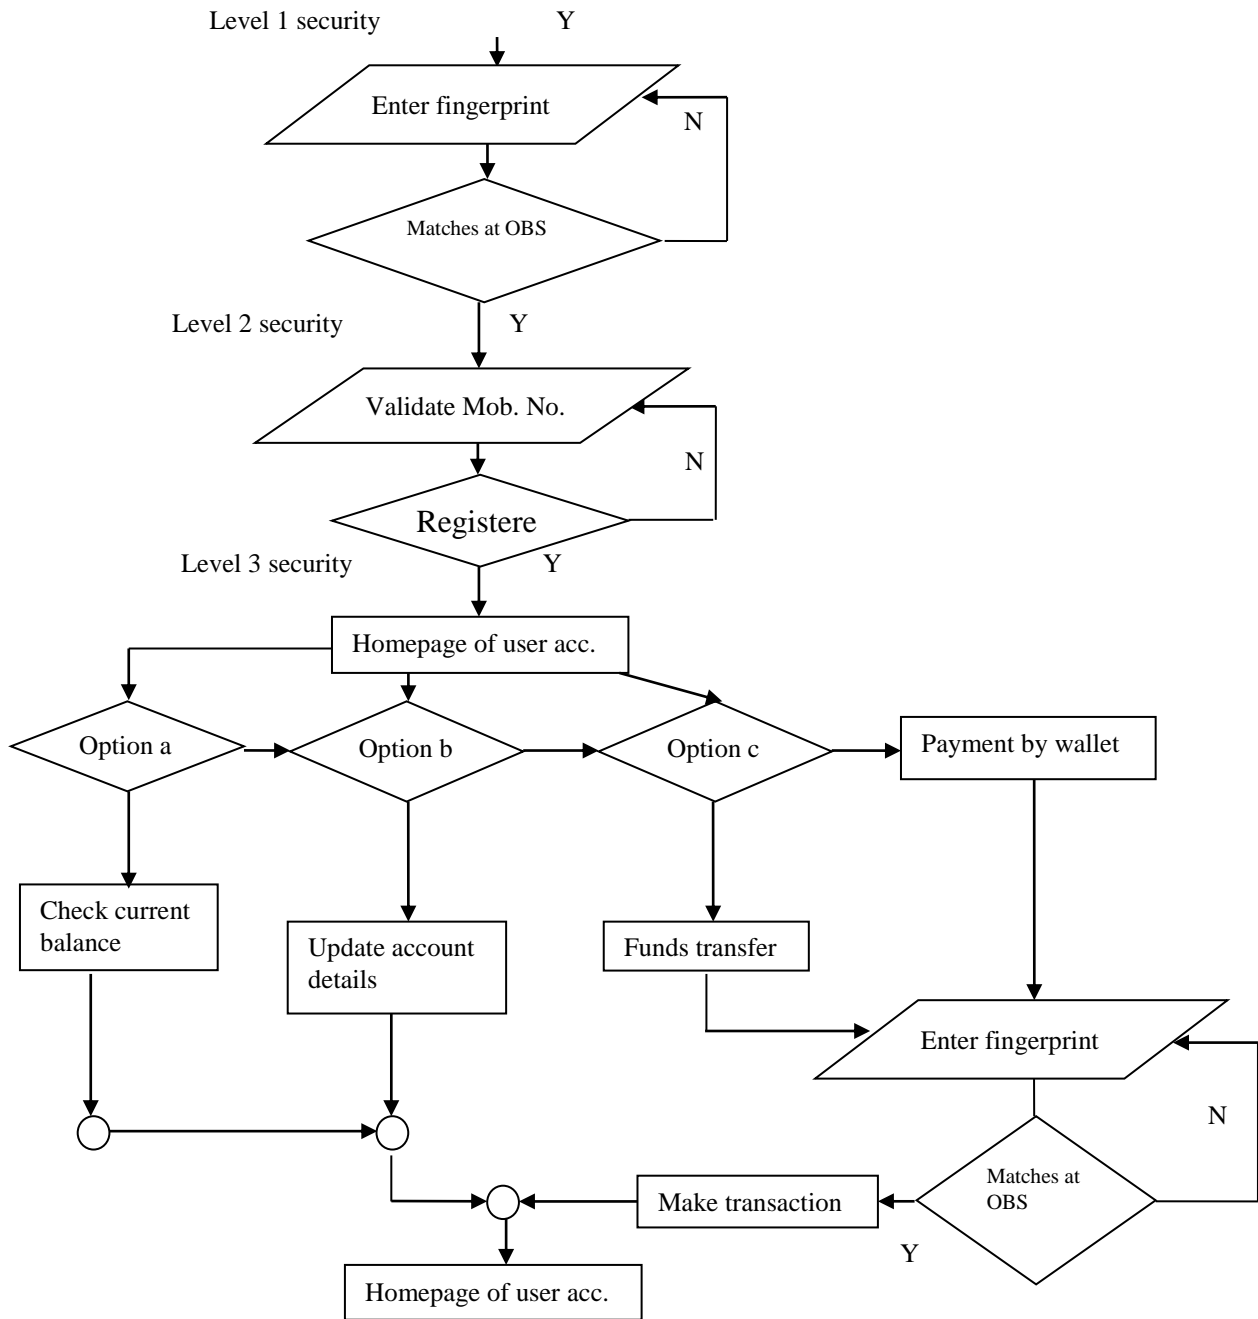 Level 1 security
Y
Enter fingerprint
N
Matches at OBS
Level 2 security
Y
Validate Mob. No.
N
Registere
Level 3 security
Y
Homepage of user acc.
Option a
Option b
Option c
Payment by wallet
Check current
balance
Update account
details
Funds transfer
Enter fingerprint
N
Matches at
OBS
Make transaction
Y
Homepage of user acc.